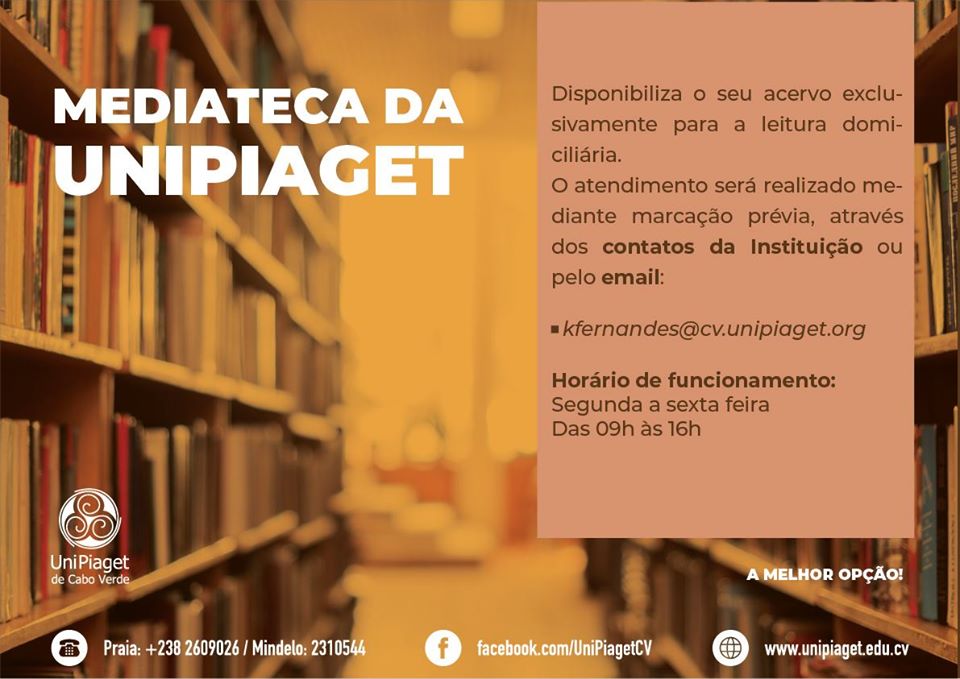 MEDIATECA DA
UNIPIAGET
Disponibiliza o seu acervo exclu-
sivamente para a leitura domi-
ciliária.
O atendimento será realizado me-
diante marcação prévia, através
dos contatos da Instituição ou
pelo email:
kfernandes@cv.unipiaget.org
Horário de funcionamento:
Segunda a sexta feira
Das 09h às 16h
UniPiaget
de Cabo Verde
A MELHOR OPÇÃO!
Praia: +238 2609026 / Mindelo: 2310544
facebook.com/UniPiagetCV
www.unipiaget.edu.cv